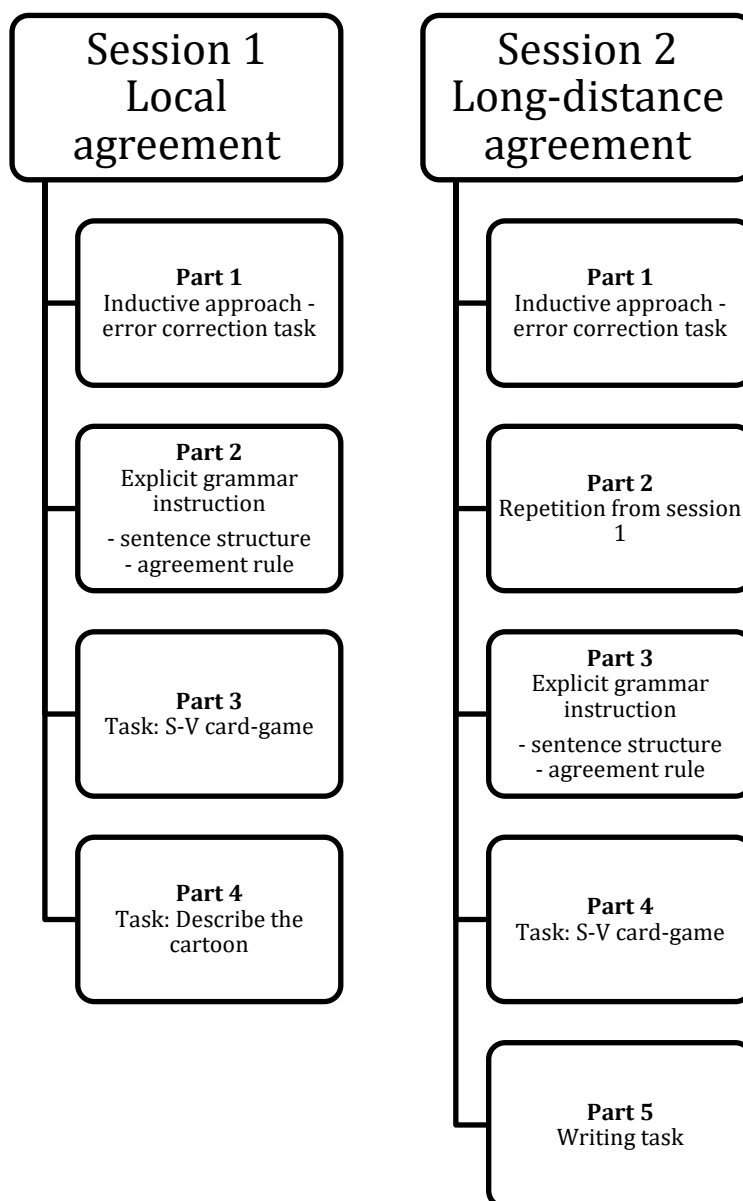 Session 1
Local
agreement
Part 1
Inductive approach -
error correction task
Part 2
Explicit grammar
instruction
- sentence structure
- agreement rule
Part 3
Task: S-V card-game
Part 4
Task: Describe the
cartoon
Session 2
Long-distance
agreement
Part 1
Inductive approach -
error correction task
Part 2
Repetition from session
1
Part 3
Explicit grammar
instruction
- sentence structure
- agreement rule
Part 4
Task: S-V card-game
Part 5
Writing task